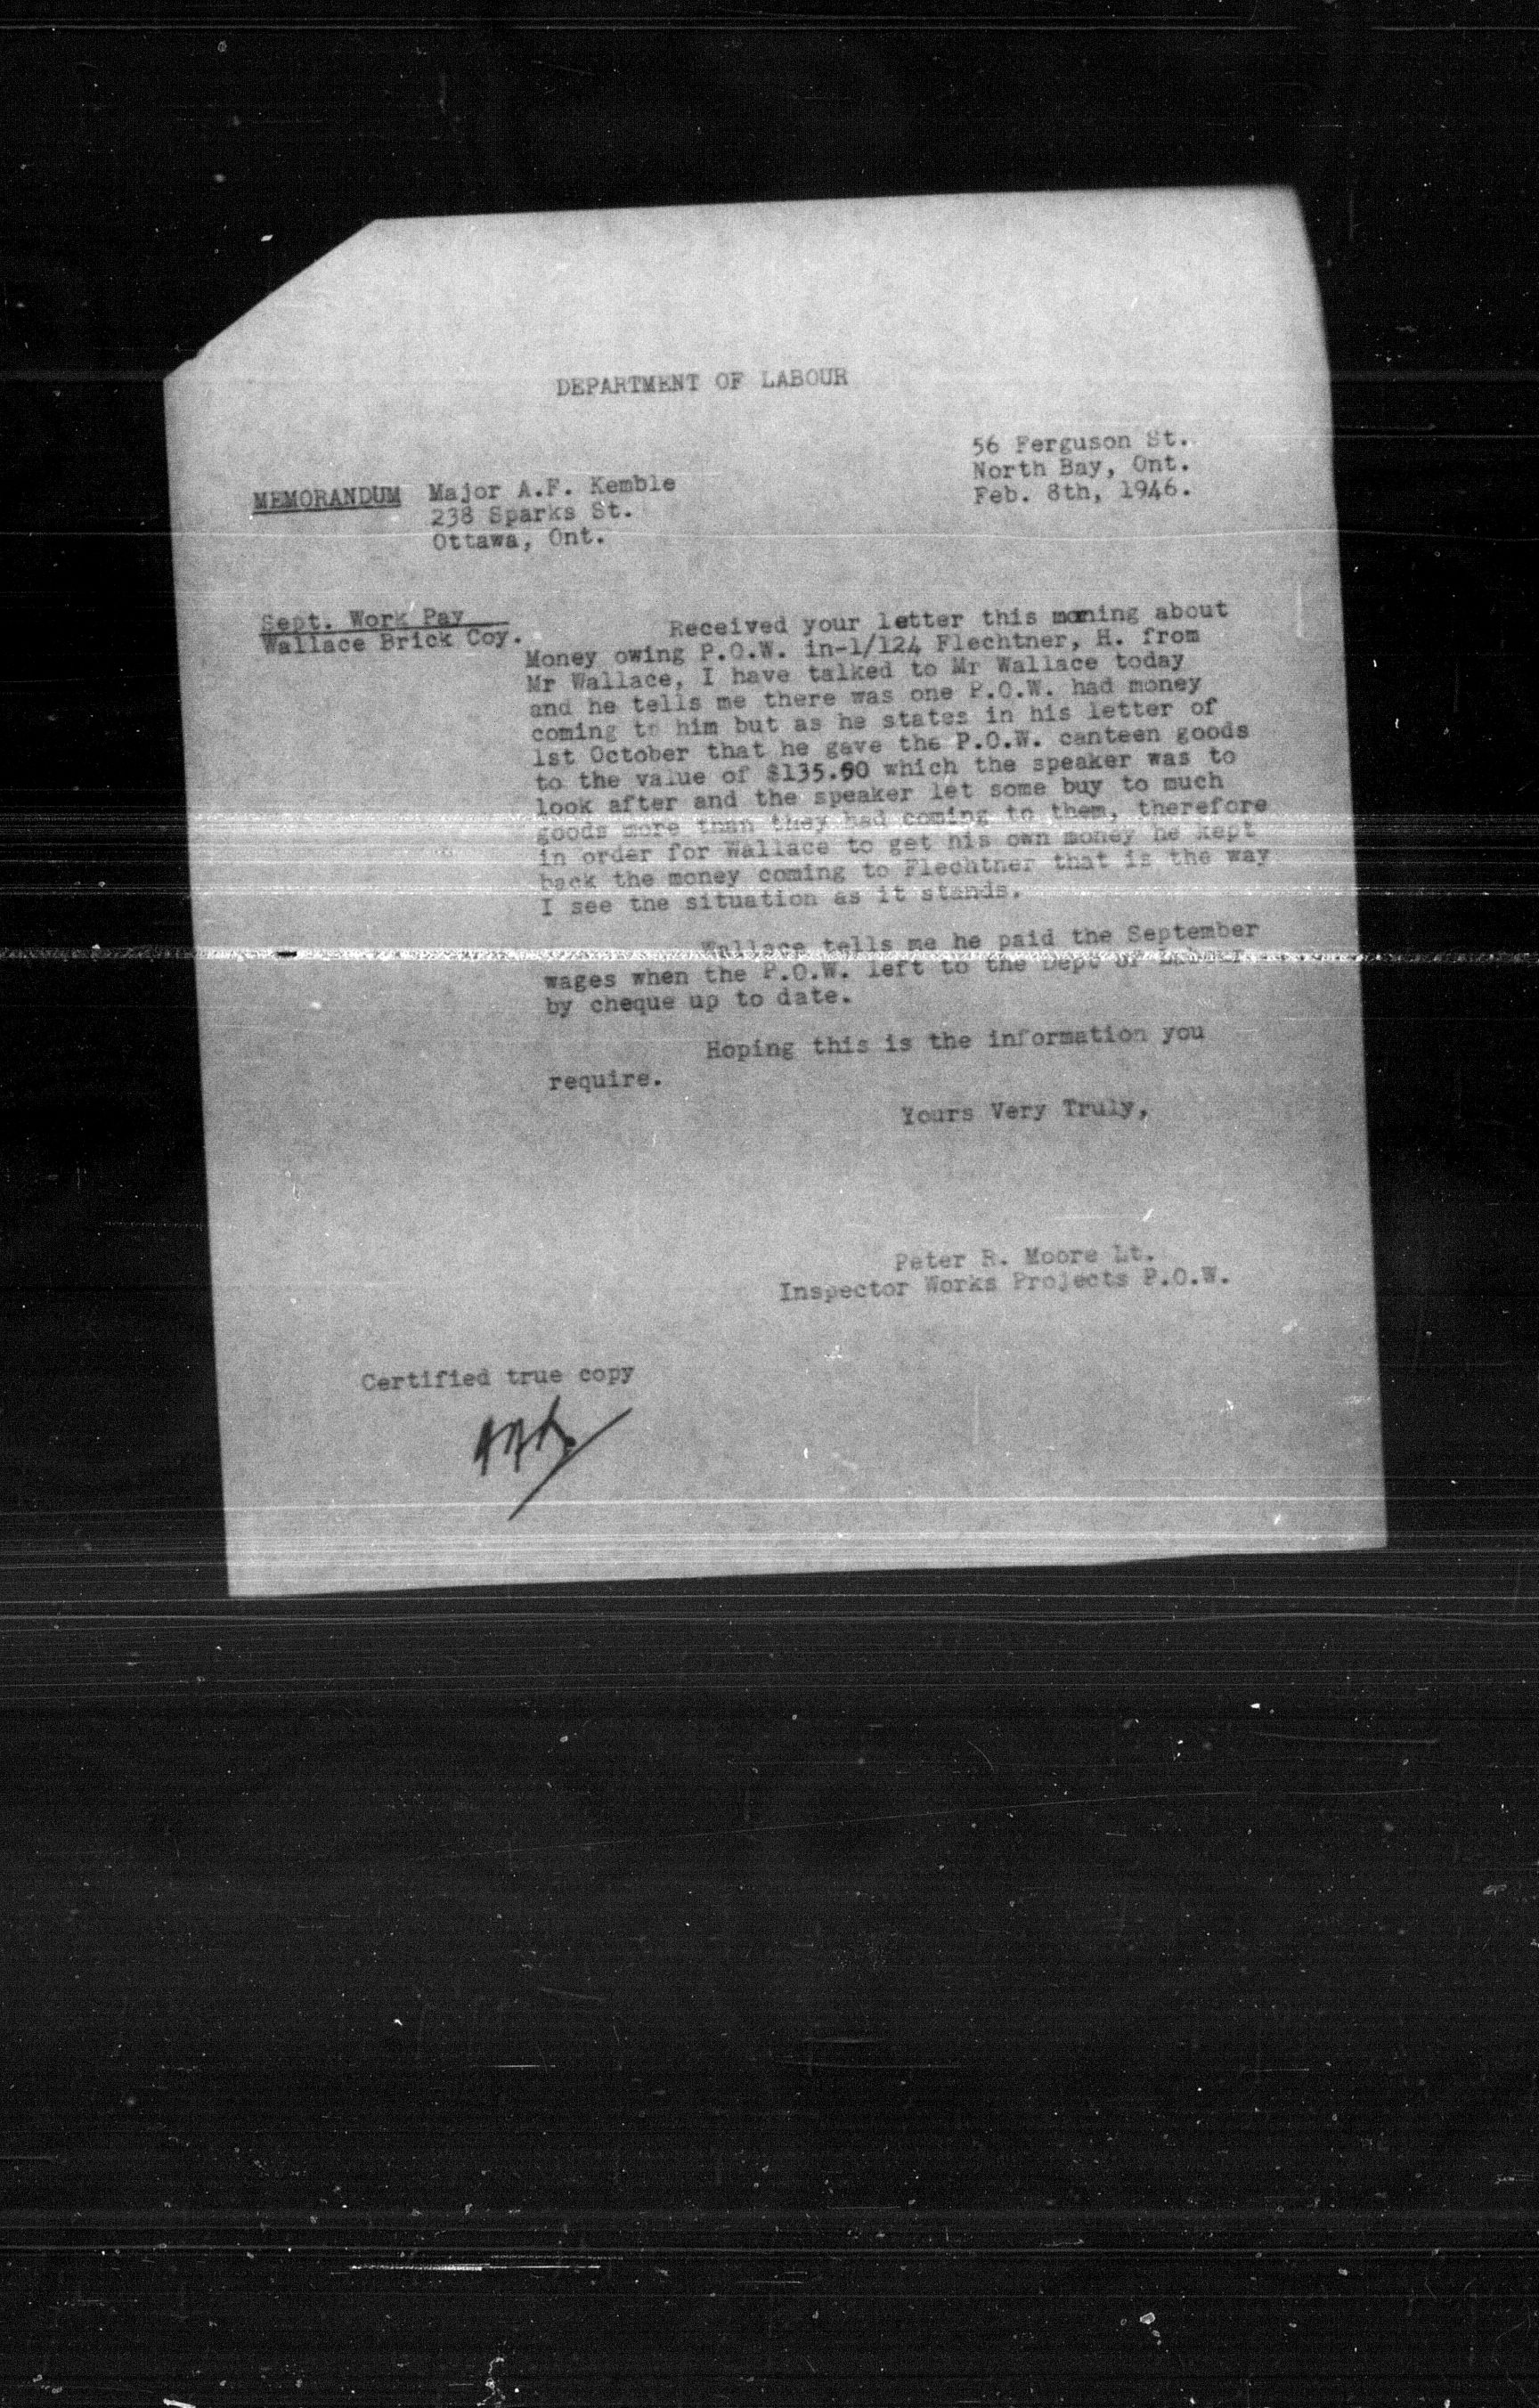 DEPARTMENT OF LABOUR
56 Ferguson St.
North Bay, Ont.
Feb. 8th, 1946.
MEMORANDUM Major A.F. Kemble
238 Sparks St.
Ottawa, Ont.
Sept. Work Pay
Wallace Brick Coy.
Received your letter this morning about
Money owing P.O.W. in-1/124 Flechtner, H. from
Mr Wallace, I have talked to Mr Wallace today
and he tells me there was one P.O.W. had money
coming to him but as he states in his letter of
1st October that he gave the P.O.W. canteen goods
to the value of $135.90 which the speaker was to
look after and the speaker let some buy to much
goods more than they had coming to them, therefore
in order for Wallace to get his own money he kept
back the money coming to Flechtner that is the way
I see the situation as it stands.
Wallace tells me he paid the September
wages when the P.O.W. left to the Dept of
by cheque up to date.
Hoping this is the information you
require.
Yours Very Truly,
Peter R. Moore Lt.
Inspector Works Projects P.O.W.
Certified true copy